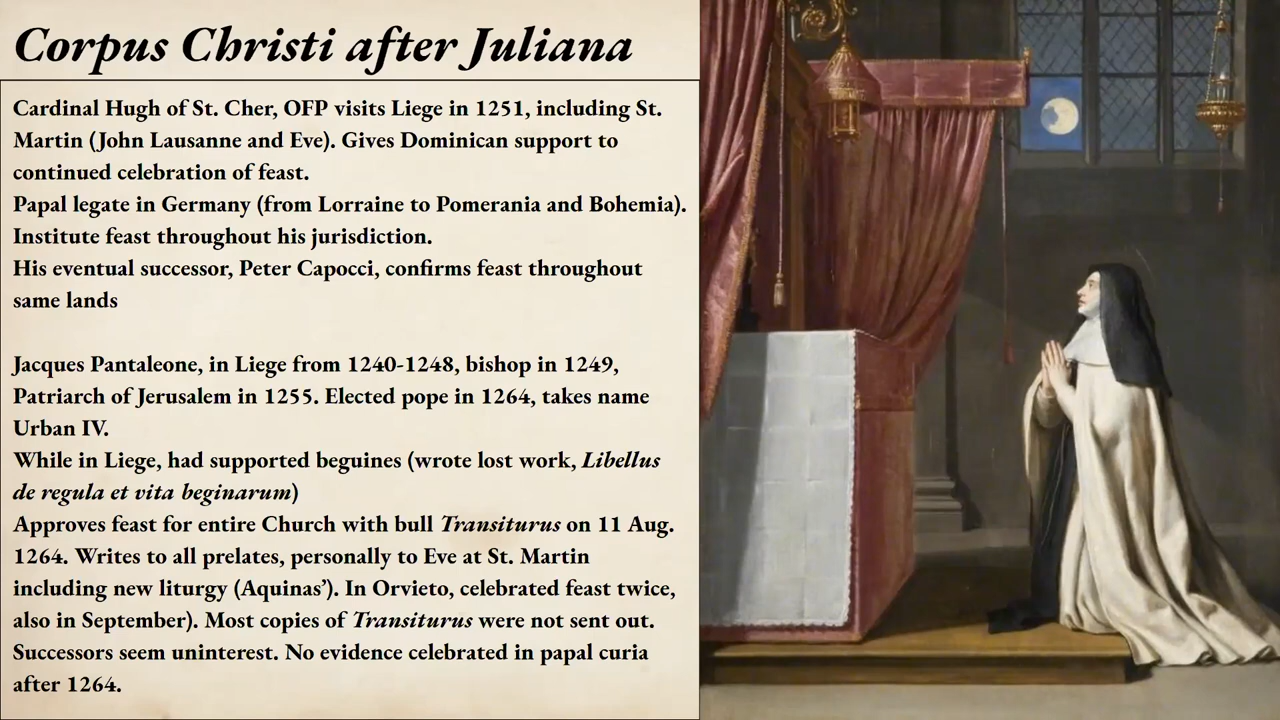 Corpus Christi after Juliana
Cardinal Hugh of St. Cher, OFP visits Liege in 1251, including St.
Martin (John Lausanne and Eve). Gives Dominican support to
continued celebration of feast.
Papal legate in Germany (from Lorraine to Pomerania and Bohemia).
Institute feast throughout his jurisdiction.
His eventual successor, Peter Capocci, confirms feast throughout
same lands
Jacques Pantaleone, in Liege from 1240-1248, bishop in 1249,
Patriarch of Jerusalem in 1255. Elected pope in 1264, takes name
Urban IV.
While in Liege, had supported beguines (wrote lost work, Libellus
de regula et vita beginarum)
Approves feast for entire Church with bull Transiturus on 11 Aug.
1264. Writes to all prelates, personally to Eve at St. Martin
including new liturgy (Aquinas’). In Orvieto, celebrated feast twice,
also in September). Most copies of Transiturus were not sent out.
Successors seem uninterest. No evidence celebrated in papal curia
after 1264.